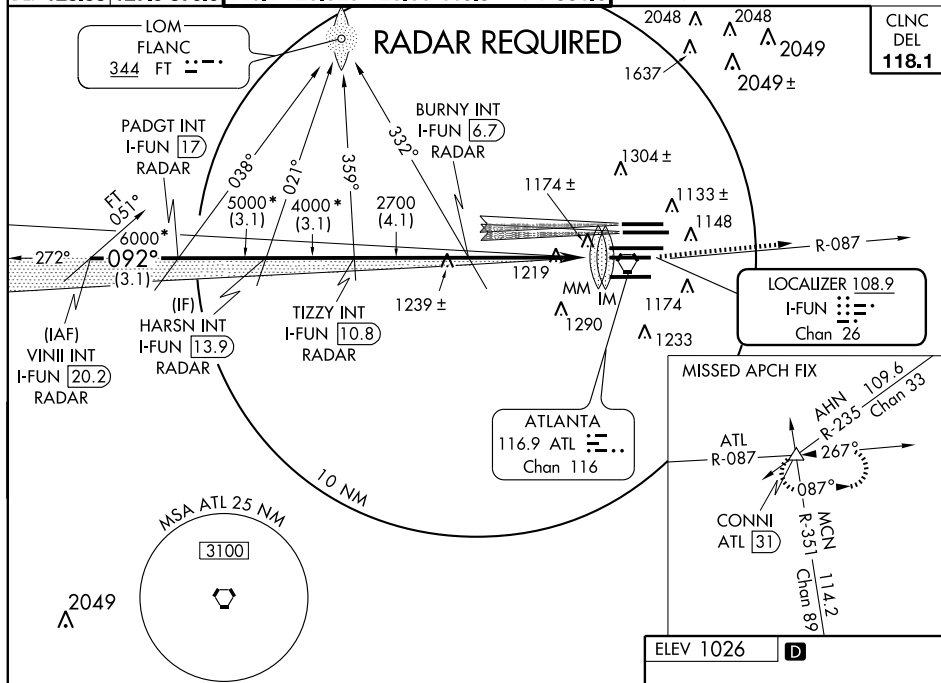 RADAR REQUIRED
LOM
FLANC
344 FT
2048
2048
2049
2049 ±
1637
CLNC
DEL
118.1
PADGT INT
I-FUN 17
RADAR
BURNY INT
I-FUN 6.7
RADAR
038°
021°
359°
332°
1304 ±
1174 ±
1133 ±
1148
FT
051°
6000*
5000*
(3.1)
4000*
(3.1)
2700
(4.1)
272°
092°
(3.1)
R-087
1219
1239 ±
MM
IM
1290
1174
1233
LOCALIZER 108.9
I-FUN
Chan 26
(IAF)
VINII INT
I-FUN 20.2
RADAR
(IF)
HARSN INT
I-FUN 13.9
RADAR
TIZZY INT
I-FUN 10.8
RADAR
ATLANTA
116.9 ATL
Chan 116
10 NM
MISSED APCH FIX
AHN 109.6
R-235 Chan 33
ATL
R-087
267°
087°
CONNI
ATL 31
MCN 114.2
R-351 Chan 89
MSA ATL 25 NM
3100
2049
ELEV 1026 D